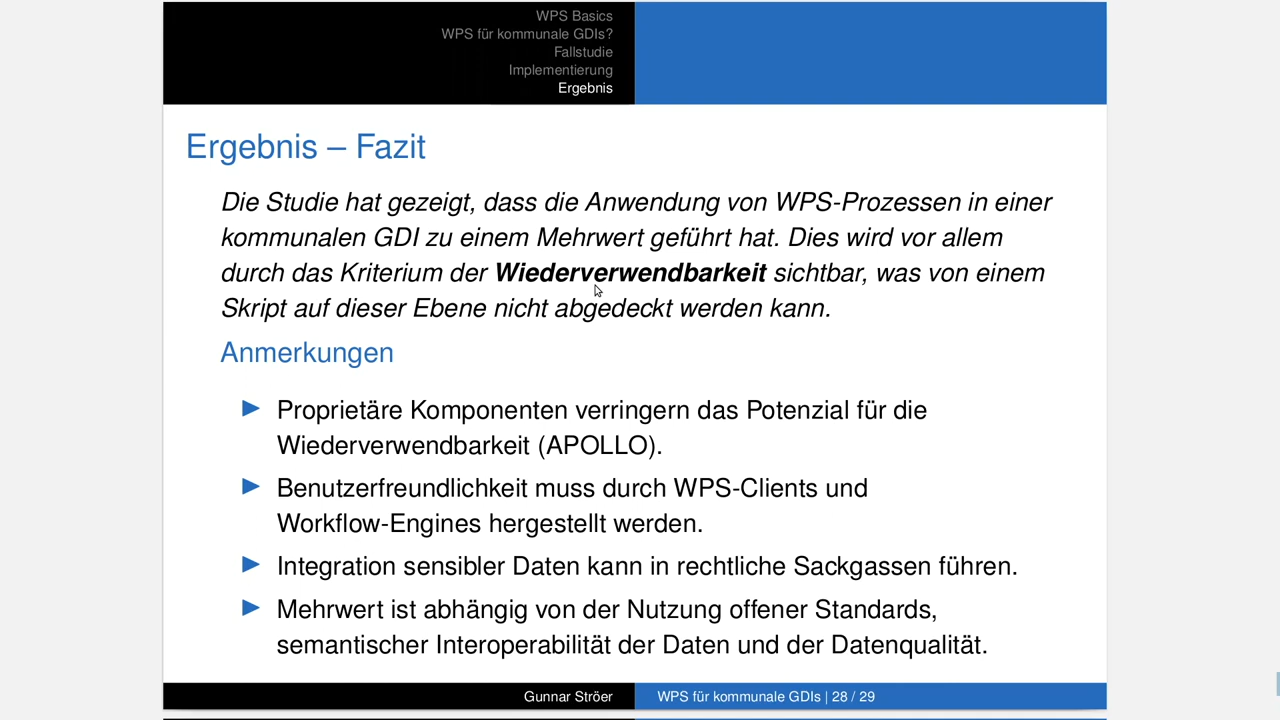 WPS Basics
WPS für kommunale GDIs?
Fallstudie
Implementierung
Ergebnis
Ergebnis – Fazit
Die Studie hat gezeigt, dass die Anwendung von WPS-Prozessen in einer
kommunalen GDI zu einem Mehrwert geführt hat. Dies wird vor allem
durch das Kriterium der Wiederverwendbarkeit sichtbar, was von einem
Skript auf dieser Ebene nicht abgedeckt werden kann.
Anmerkungen
Proprietäre Komponenten verringern das Potenzial für die
Wiederverwendbarkeit (APOLLO).
Benutzerfreundlichkeit muss durch WPS-Clients und
Workflow-Engines hergestellt werden.
Integration sensibler Daten kann in rechtliche Sackgassen führen.
Mehrwert ist abhängig von der Nutzung offener Standards,
semantischer Interoperabilität der Daten und der Datenqualität.
Gunnar Ströer
WPS für kommunale GDIs | 28 / 29